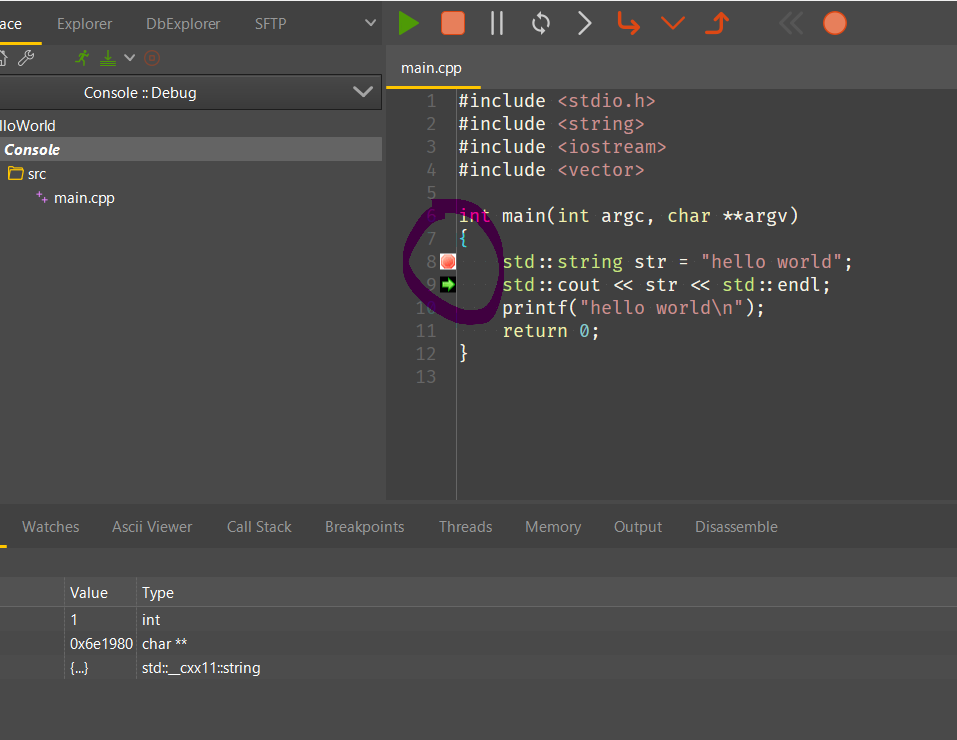 ace Explorer DbExplorer SFTP
main.cpp
Console :: Debug
lloWorld
Console
src
main.cpp
1 #include <stdio.h>
2 #include <string>
3 #include <iostream>
4 #include <vector>
5
6 int main(int argc, char **argv)
7 {
8 std::string str = "hello world";
9 std::cout << str << std::endl;
10 printf("hello world\n");
11 return 0;
12 }
13
Watches Ascii Viewer Call Stack Breakpoints Threads Memory Output Disassemble
Value Type
1 int
0x6e1980 char **
{...} std::__cxx11::string